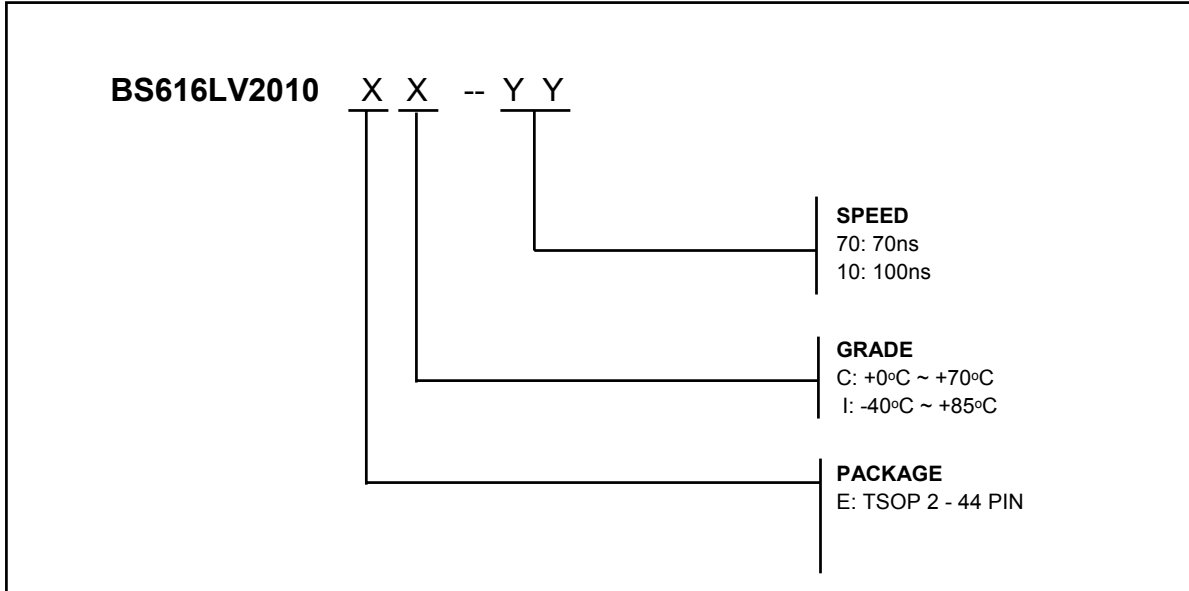 BS616LV2010 X X -- Y Y
SPEED
70: 70ns
10: 100ns
GRADE
C: +0oC ~ +70oC
I: -40oC ~ +85oC
PACKAGE
E: TSOP 2 - 44 PIN